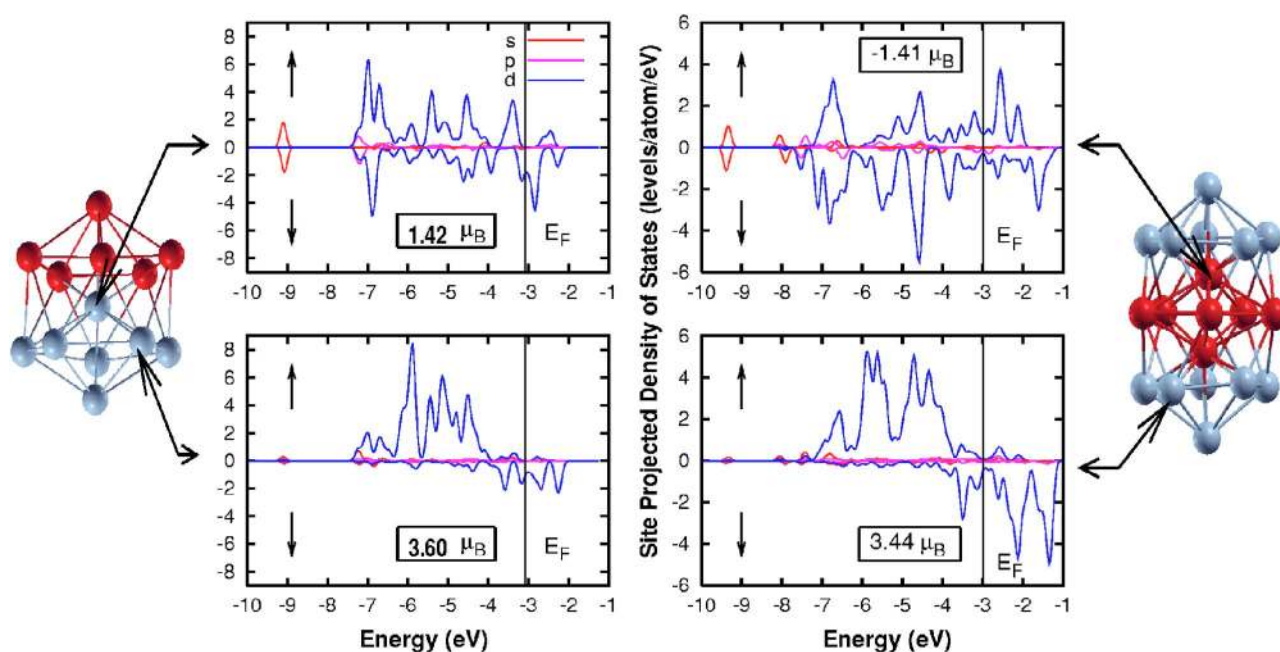 8
6
4
2
0
-2
-4
-6
-8
s
p
d
1.42 μB
EF
-10 -9 -8 -7 -6 -5 -4 -3 -2 -1
8
6
4
2
0
-2
-4
-6
-8
3.60 μB
EF
-10 -9 -8 -7 -6 -5 -4 -3 -2 -1
Energy (eV)
Site Projected Density of States (levels/atom/eV)
6
4
2
0
-2
-4
-6
-1.41 μB
EF
-10 -9 -8 -7 -6 -5 -4 -3 -2 -1
6
4
2
0
-2
-4
-6
3.44 μB
EF
-10 -9 -8 -7 -6 -5 -4 -3 -2 -1
Energy (eV)